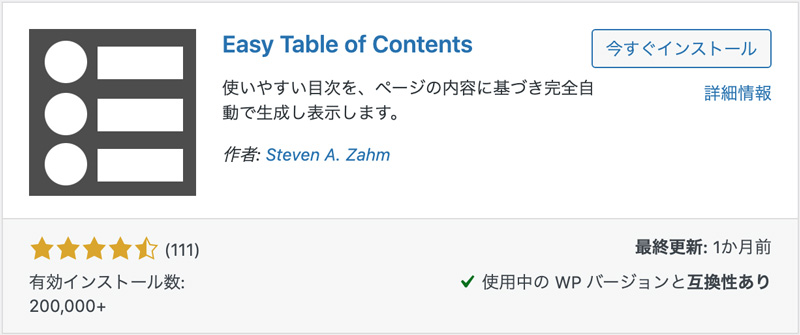 Easy Table of Contents
今すぐインストール
使いやすい目次を、ページの内容に基づき完全自
動で生成し表示します。
詳細情報
作者: Steven A. Zahm
(111)
最終更新: 1か月前
有効インストール数:
200,000+
使用中の WP バージョンと互換性あり